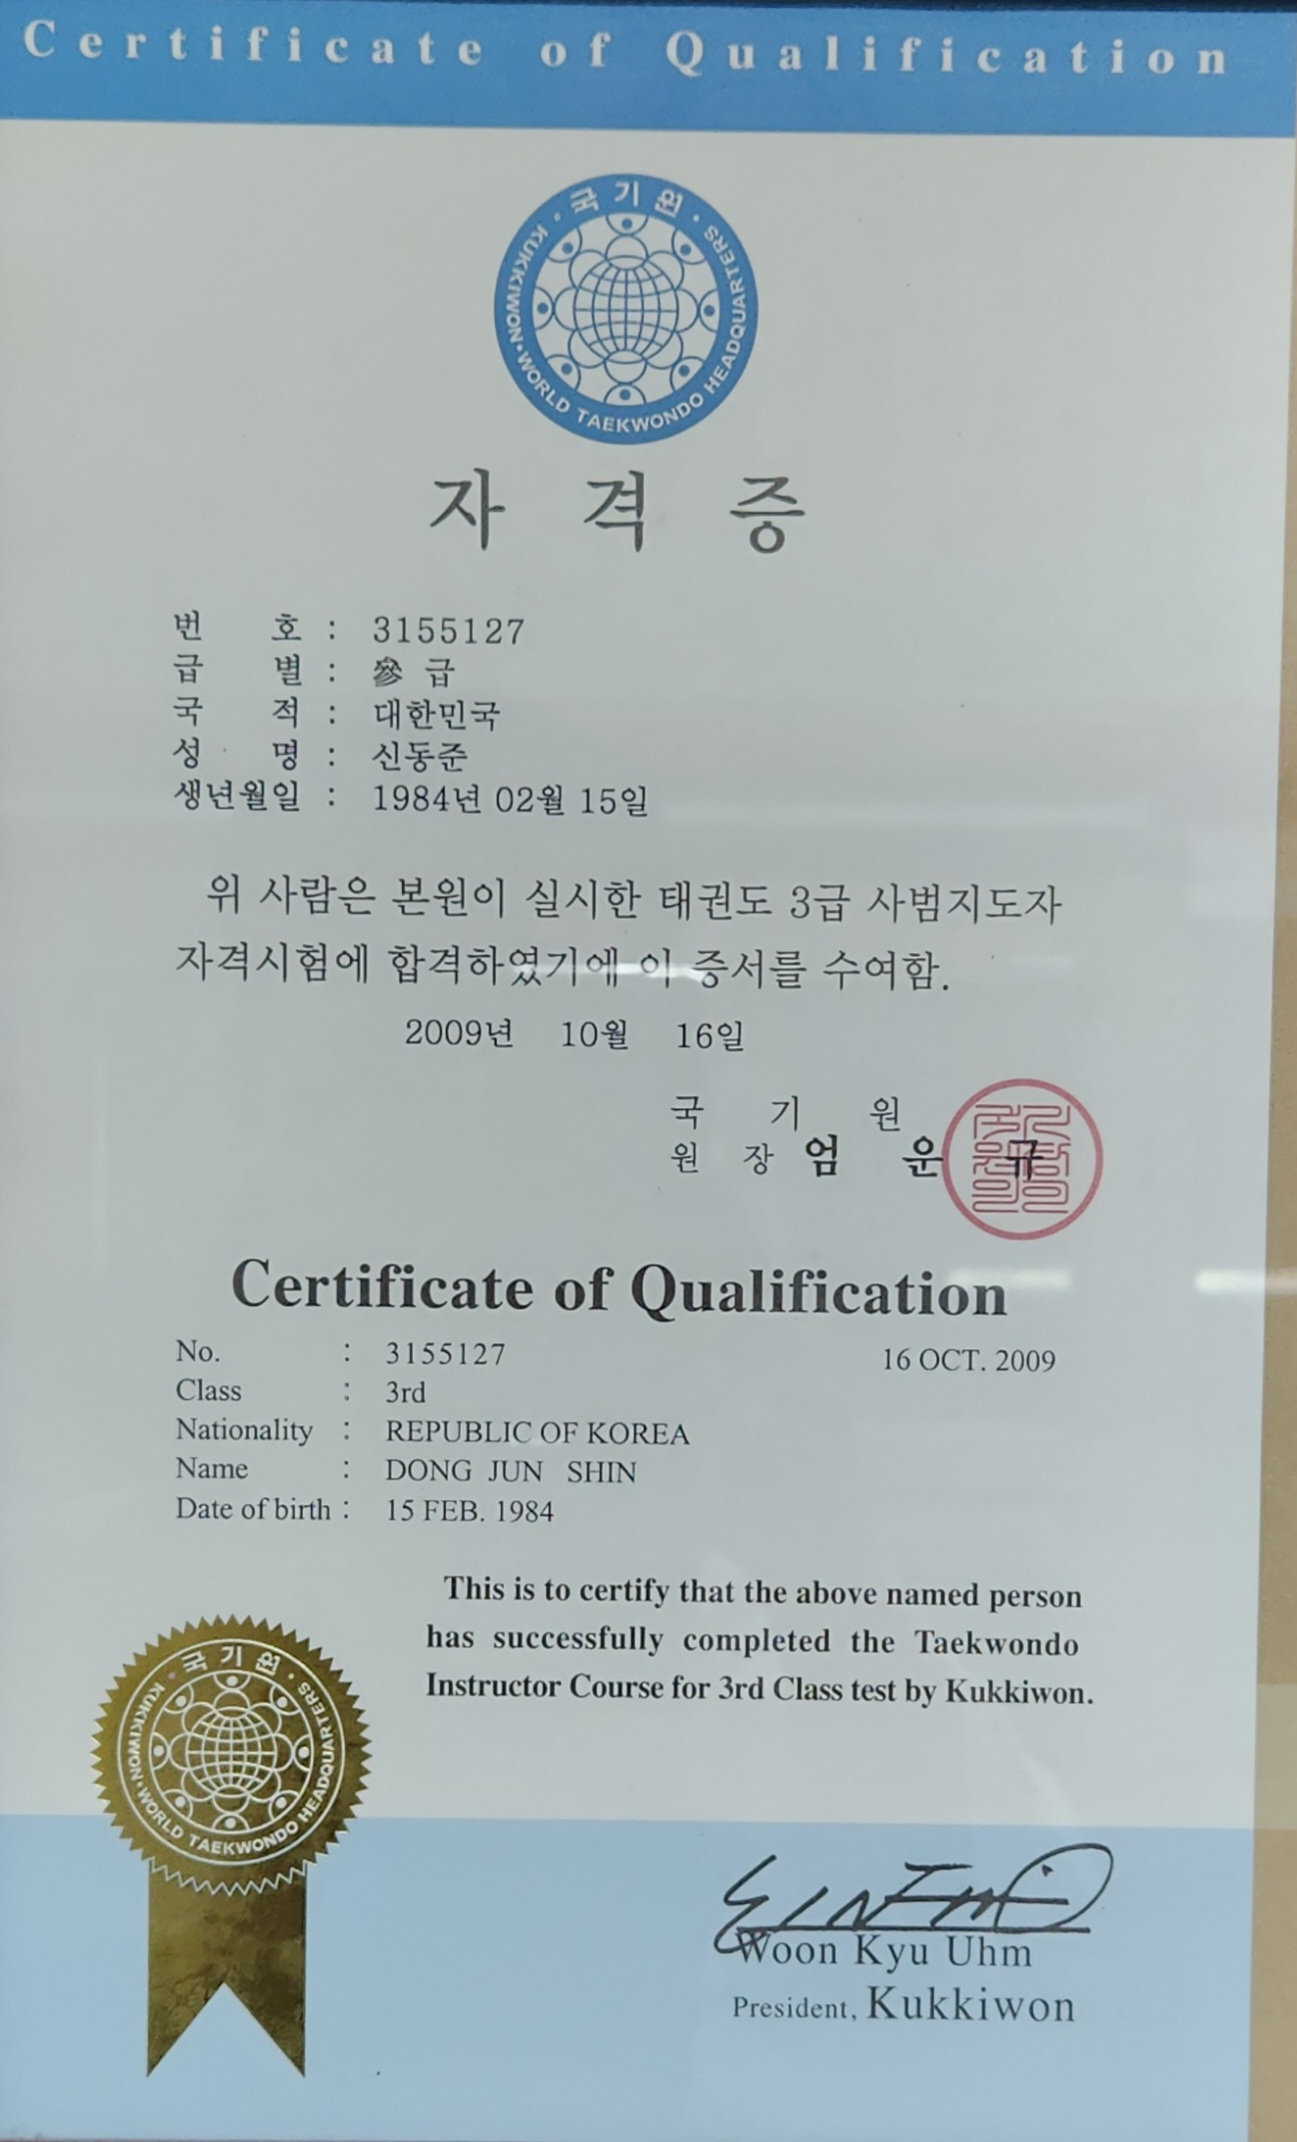 Certificate of Qualification
· 국기원 ·
KUKKIWON · WORLD TAEKWONDO HEADQUARTERS
자 격 증
번 호 : 3155127
급 별 : 參 급
국 적 : 대한민국
성 명 : 신동준
생년월일 : 1984년 02월 15일
위 사람은 본원이 실시한 태권도 3급 사범지도자
자격시험에 합격하였기에 이 증서를 수여함.
2009년 10월 16일
국 기 원
원 장 엄 운 규
Certificate of Qualification
No. : 3155127 16 OCT. 2009
Class : 3rd
Nationality : REPUBLIC OF KOREA
Name : DONG JUN SHIN
Date of birth : 15 FEB. 1984
This is to certify that the above named person
has successfully completed the Taekwondo
Instructor Course for 3rd Class test by Kukkiwon.
· 국기원 ·
KUKKIWON · WORLD TAEKWONDO HEADQUARTERS
Woon Kyu Uhm
President, Kukkiwon